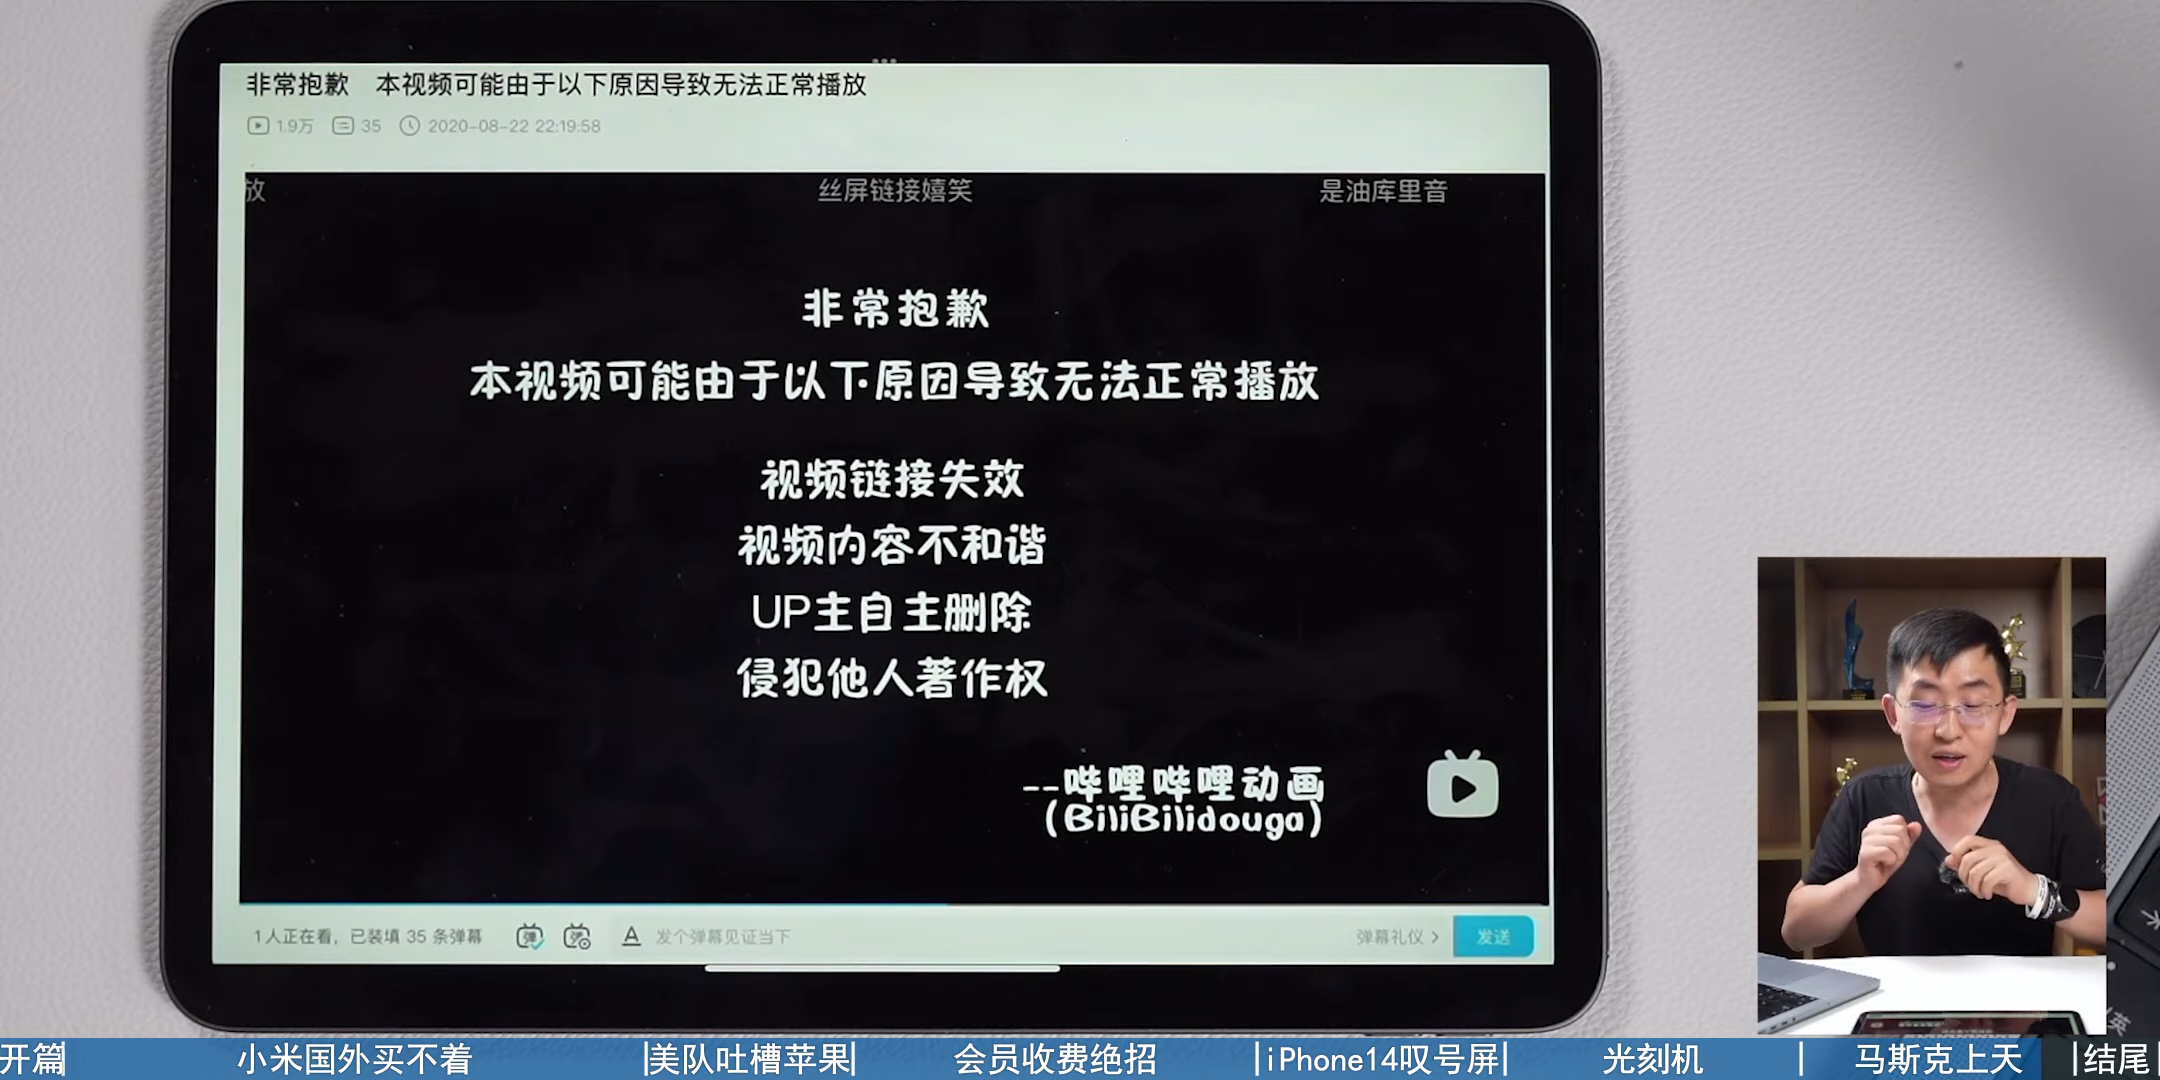 非常抱歉 本视频可能由于以下原因导致无法正常播放
1.9万 35 2020-08-22 22:19:58
放 丝屏链接嬉笑 是油库里音
非常抱歉
本视频可能由于以下原因导致无法正常播放
视频链接失效
视频内容不和谐
UP主自主删除
侵犯他人著作权
--哔哩哔哩动画
(BiliBilidouga)
1人正在看，已装填 35 条弹幕 弹 A 发个弹幕见证当下 弹幕礼仪 > 发送
英
开篇| 小米国外买不着 |美队吐槽苹果| 会员收费绝招 |iPhone14叹号屏| 光刻机 | 马斯克上天 |结尾|